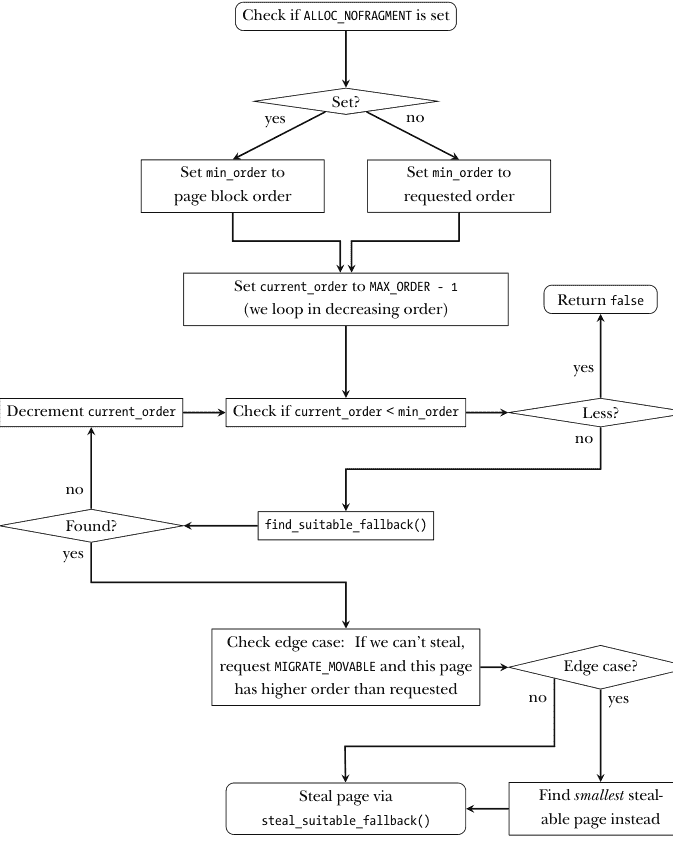 Check if ALLOC_NOFRAGMENT is set
Set?
yes
no
Set min_order to
page block order
Set min_order to
requested order
Set current_order to MAX_ORDER - 1
(we loop in decreasing order)
Return false
yes
Decrement current_order
Check if current_order < min_order
Less?
no
no
find_suitable_fallback()
Found?
yes
Check edge case: If we can't steal,
request MIGRATE_MOVABLE and this page
has higher order than requested
Edge case?
no
yes
Steal page via
steal_suitable_fallback()
Find smallest steal-
able page instead